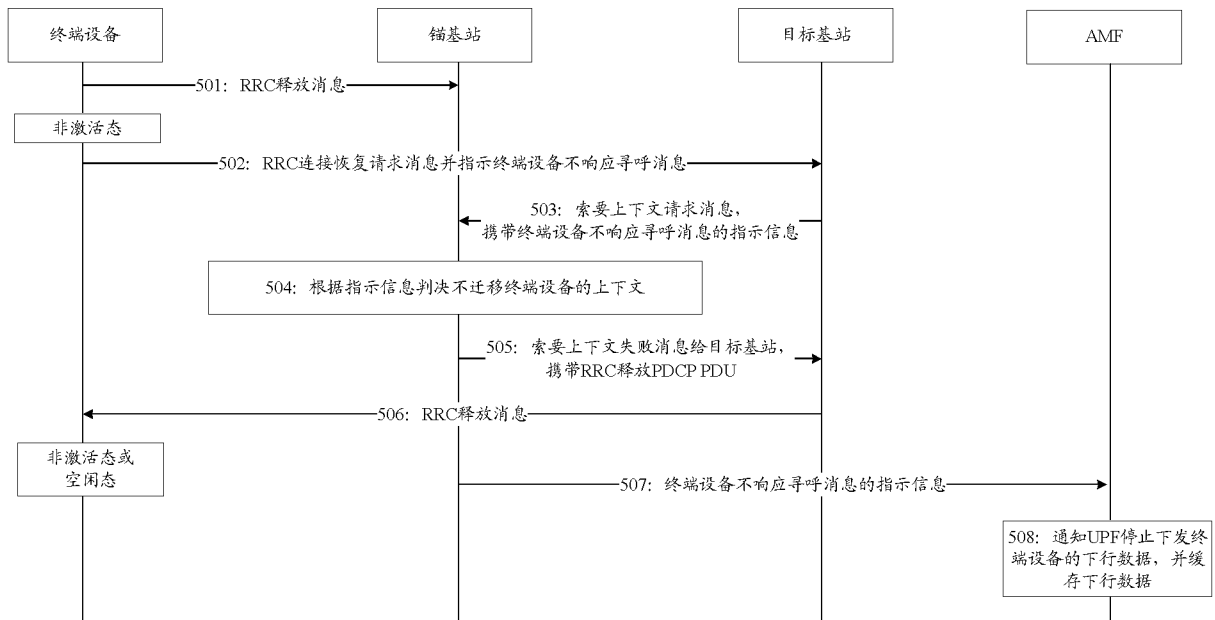 终端设备
锚基站
目标基站
AMF
501：RRC释放消息
非激活态
502：RRC连接恢复请求消息并指示终端设备不响应寻呼消息
503：索要上下文请求消息，
携带终端设备不响应寻呼消息的指示信息
504：根据指示信息判决不迁移终端设备的上下文
505：索要上下文失败消息给目标基站，
携带RRC释放PDCP PDU
506：RRC释放消息
非激活态或
空闲态
507：终端设备不响应寻呼消息的指示信息
508：通知UPF停止下发终
端设备的下行数据，并缓
存下行数据